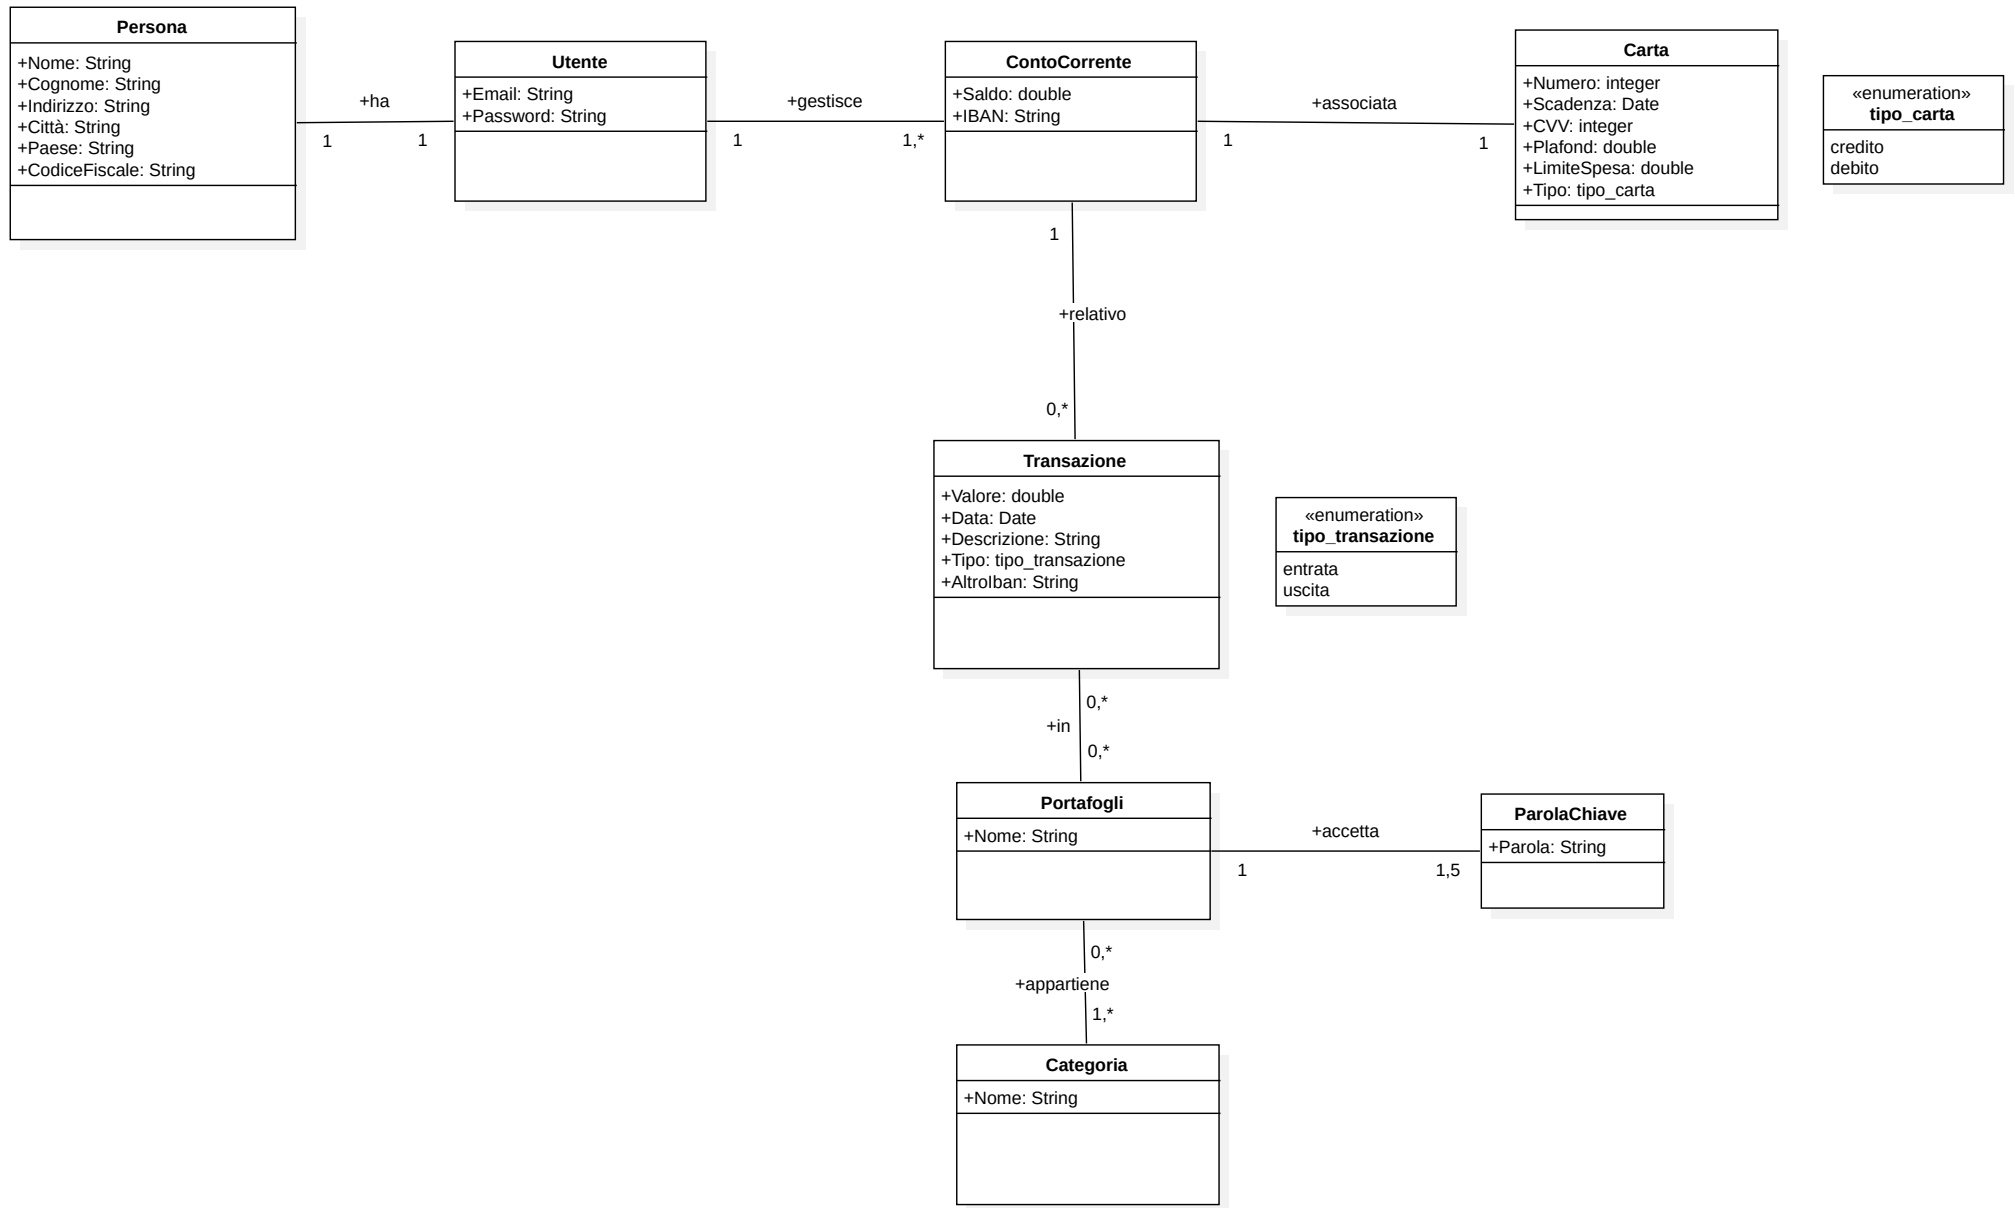 Persona
+Nome: String
+Cognome: String
+Indirizzo: String
+Città: String
+Paese: String
+CodiceFiscale: String
+ha
1
1
Utente
+Email: String
+Password: String
+gestisce
1
1,*
ContoCorrente
+Saldo: double
+IBAN: String
+associata
1
1
Carta
+Numero: integer
+Scadenza: Date
+CVV: integer
+Plafond: double
+LimiteSpesa: double
+Tipo: tipo_carta
«enumeration»
tipo_carta
credito
debito
1
+relativo
0,*
Transazione
+Valore: double
+Data: Date
+Descrizione: String
+Tipo: tipo_transazione
+AltroIban: String
«enumeration»
tipo_transazione
entrata
uscita
0,*
+in
0,*
Portafogli
+Nome: String
+accetta
1
1,5
ParolaChiave
+Parola: String
0,*
+appartiene
1,*
Categoria
+Nome: String